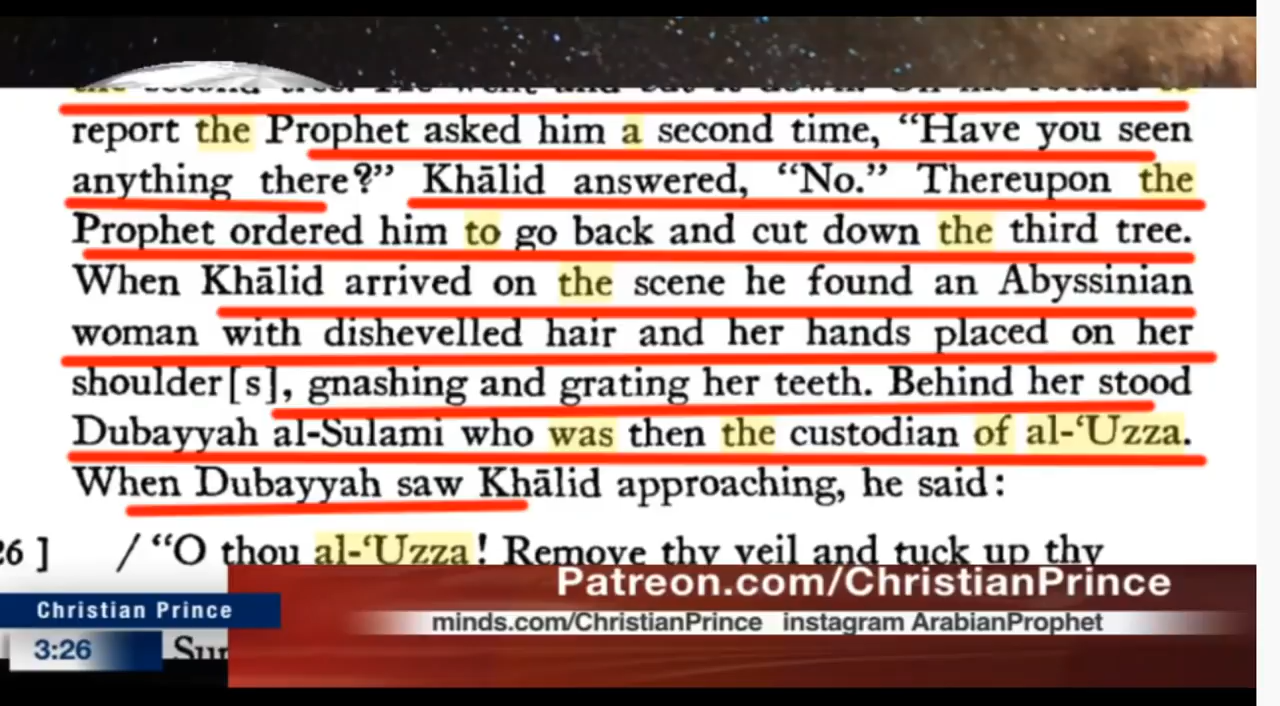 report the Prophet asked him a second time, “Have you seen
anything there?” Khālid answered, “No.” Thereupon the
Prophet ordered him to go back and cut down the third tree.
When Khālid arrived on the scene he found an Abyssinian
woman with dishevelled hair and her hands placed on her
shoulder[s], gnashing and grating her teeth. Behind her stood
Dubayyah al-Sulami who was then the custodian of al-‘Uzza.
When Dubayyah saw Khālid approaching, he said:
26 ] / “O thou al-‘Uzza! Remove thy veil and tuck up thy
Patreon.com/ChristianPrince
Christian Prince
minds.com/ChristianPrince instagram ArabianProphet
3:26